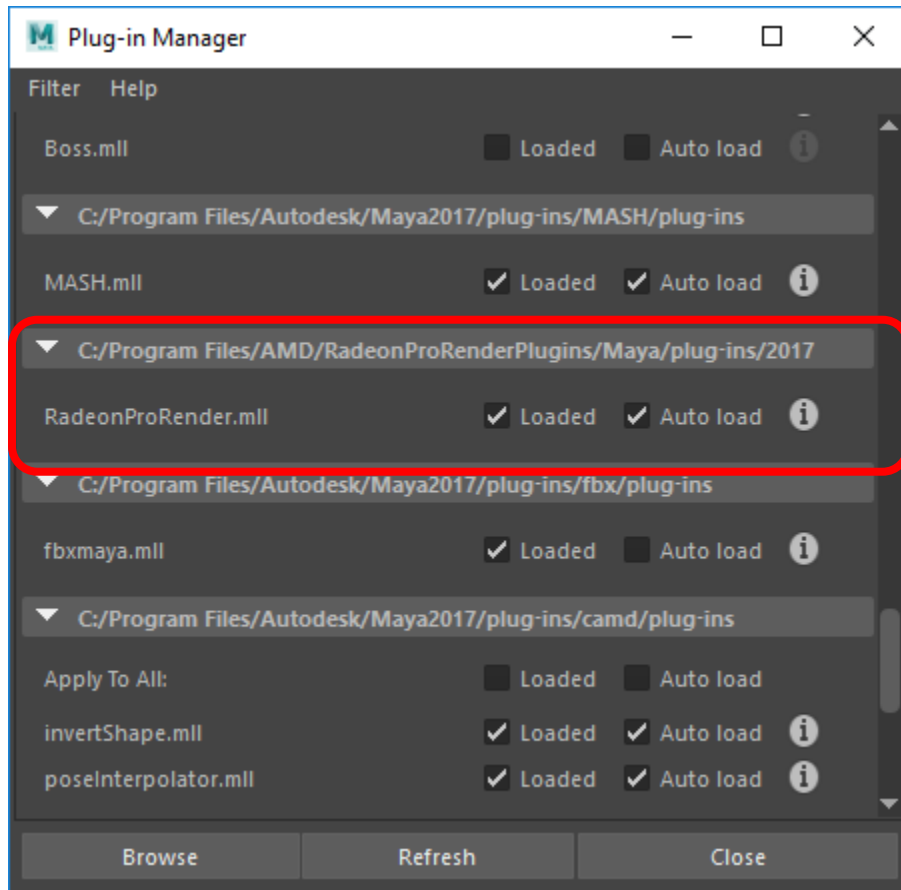 Plug-in Manager
Filter Help
Boss.mll Loaded Auto load
C:/Program Files/Autodesk/Maya2017/plug-ins/MASH/plug-ins
MASH.mll Loaded Auto load
C:/Program Files/AMD/RadeonProRenderPlugins/Maya/plug-ins/2017
RadeonProRender.mll Loaded Auto load
C:/Program Files/Autodesk/Maya2017/plug-ins/fbx/plug-ins
fbxmaya.mll Loaded Auto load
C:/Program Files/Autodesk/Maya2017/plug-ins/camd/plug-ins
Apply To All: Loaded Auto load
invertShape.mll Loaded Auto load
poseInterpolator.mll Loaded Auto load
Browse Refresh Close